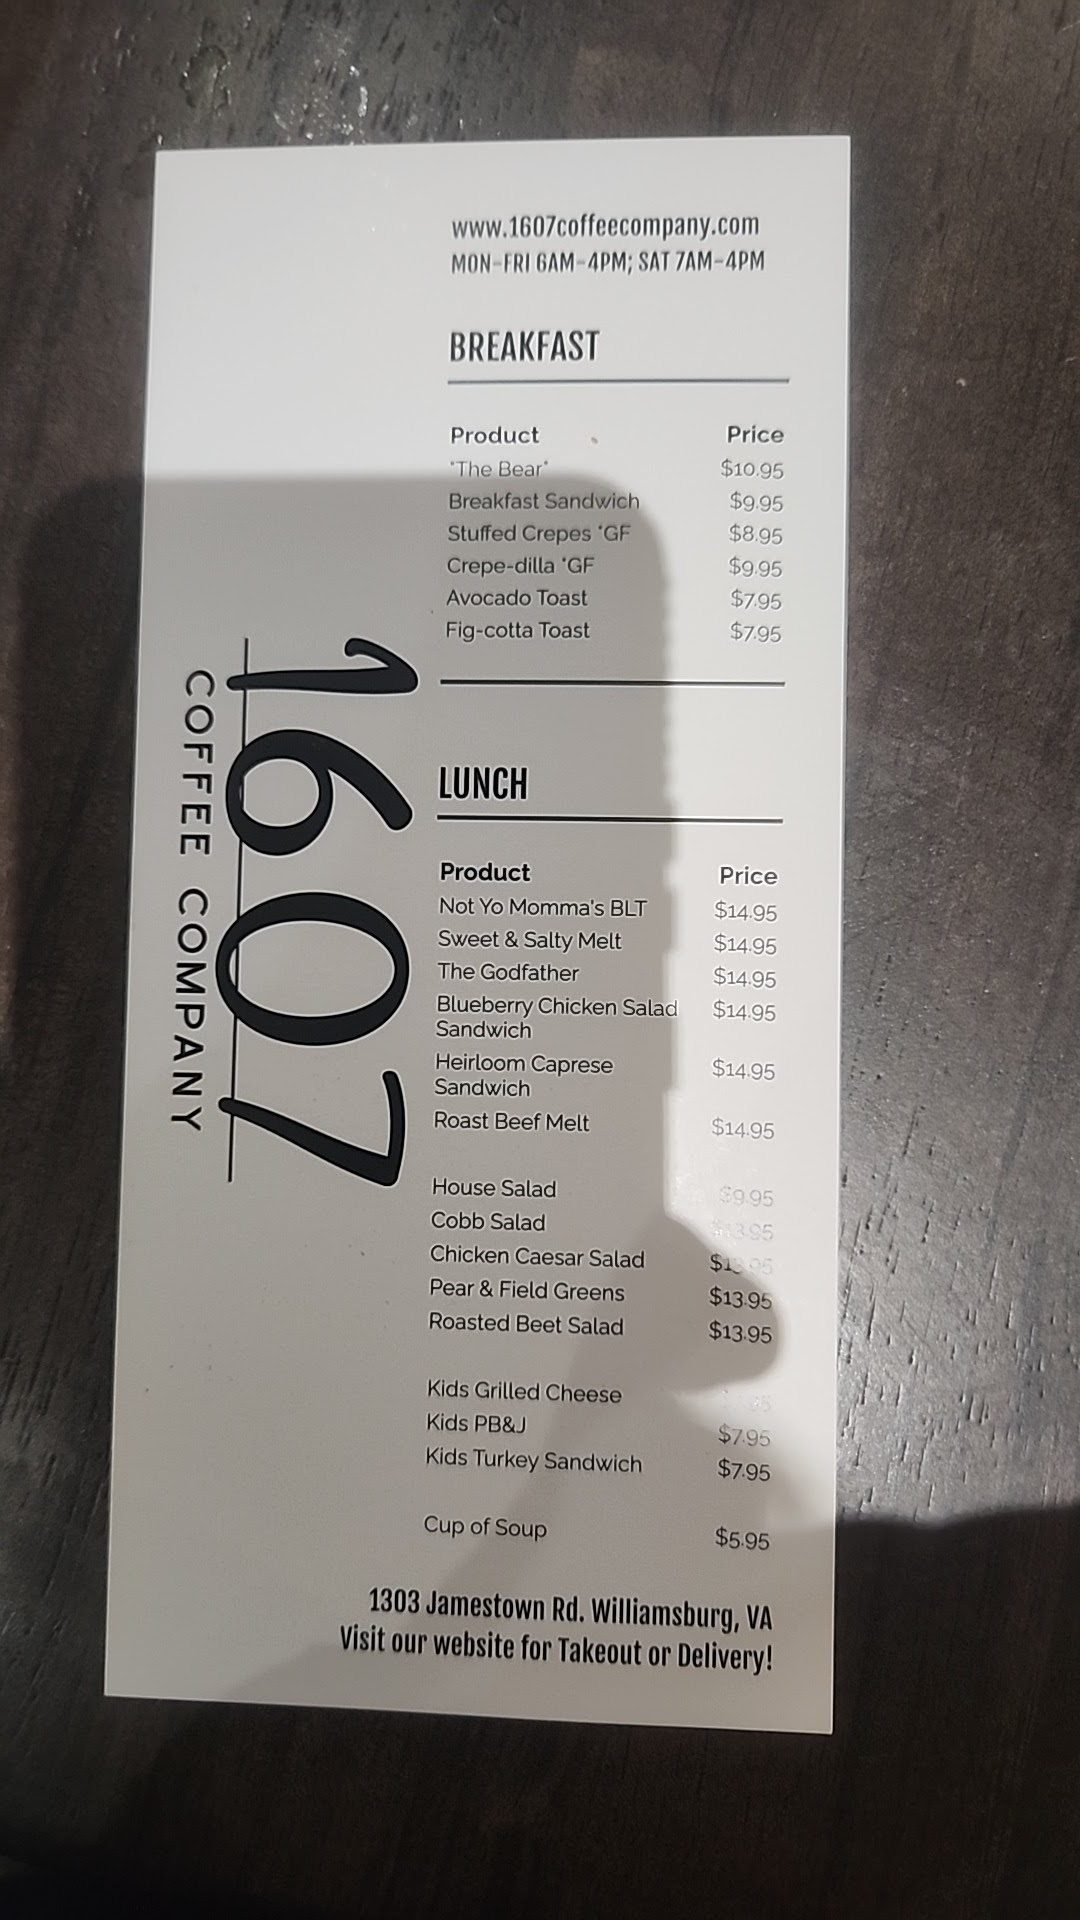 www.1607coffeecompany.com
MON-FRI 6AM-4PM; SAT 7AM-4PM
BREAKFAST
Product Price
*The Bear* $10.95
Breakfast Sandwich $9.95
Stuffed Crepes *GF $8.95
Crepe-dilla *GF $9.95
Avocado Toast $7.95
Fig-cotta Toast $7.95
1607
COFFEE COMPANY
LUNCH
Product Price
Not Yo Momma's BLT $14.95
Sweet & Salty Melt $14.95
The Godfather $14.95
Blueberry Chicken Salad $14.95
Sandwich
Heirloom Caprese $14.95
Sandwich
Roast Beef Melt $14.95
House Salad $9.95
Cobb Salad $13.95
Chicken Caesar Salad
Pear & Field Greens $13.95
Roasted Beet Salad $13.95
Kids Grilled Cheese
Kids PB&J $7.95
Kids Turkey Sandwich $7.95
Cup of Soup $5.95
1303 Jamestown Rd. Williamsburg, VA
Visit our website for Takeout or Delivery!